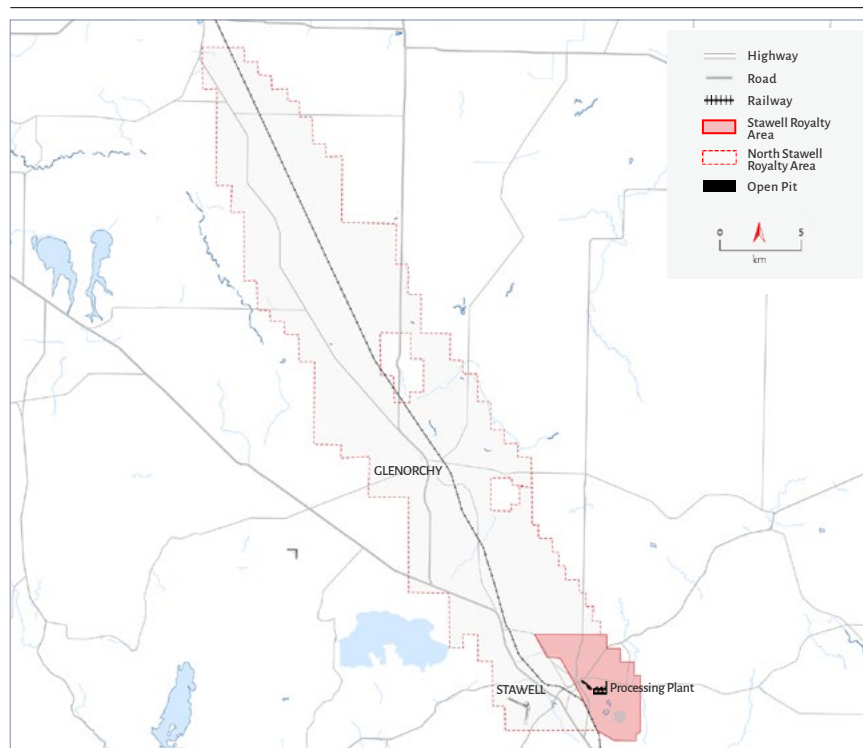 Highway
Road
Railway
Stawell Royalty
Area
North Stawell
Royalty Area
Open Pit
0 5
km
GLENORCHY
STAWELL
Processing Plant